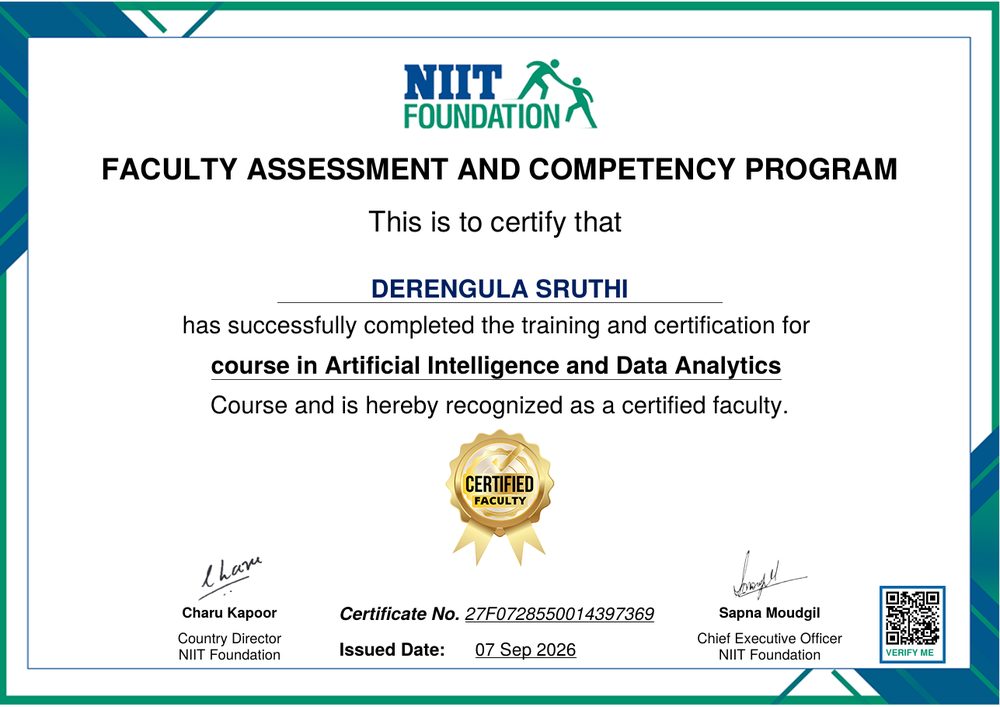 NIIT
FOUNDATION
FACULTY ASSESSMENT AND COMPETENCY PROGRAM
This is to certify that
DERENGULA SRUTHI
has successfully completed the training and certification for
course in Artificial Intelligence and Data Analytics
Course and is hereby recognized as a certified faculty.
CERTIFIED
FACULTY
Charu
Charu Kapoor
Country Director
NIIT Foundation
Certificate No. 27F0728550014397369
Issued Date: 07 Sep 2026
Sapna Moudgil
Chief Executive Officer
NIIT Foundation
VERIFY ME